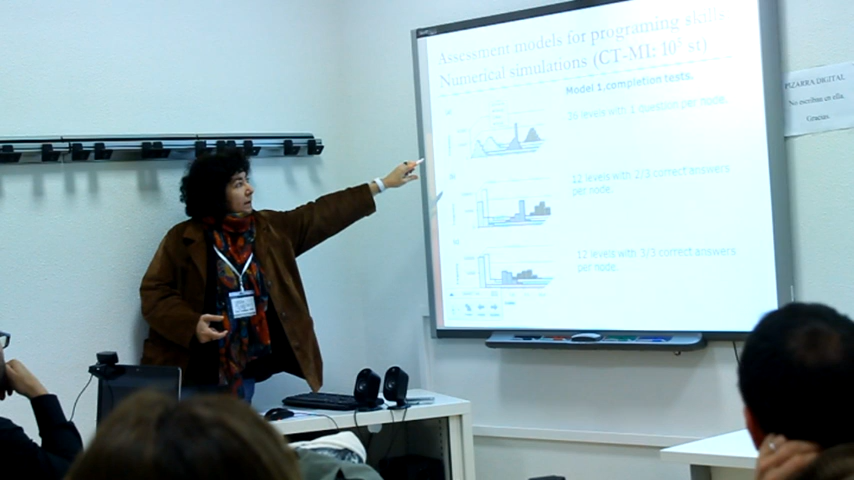 Assessment models for programing skills
Numerical simulations (CT-MI: 10⁵ st)
Model 1, completion tests.
16 levels with 1 question per node.
12 levels with 2/3 correct answers
per node.
12 levels with 3/3 correct answers
per node.
PIZARRA DIGITAL
No escriban en ella.
Gracias.